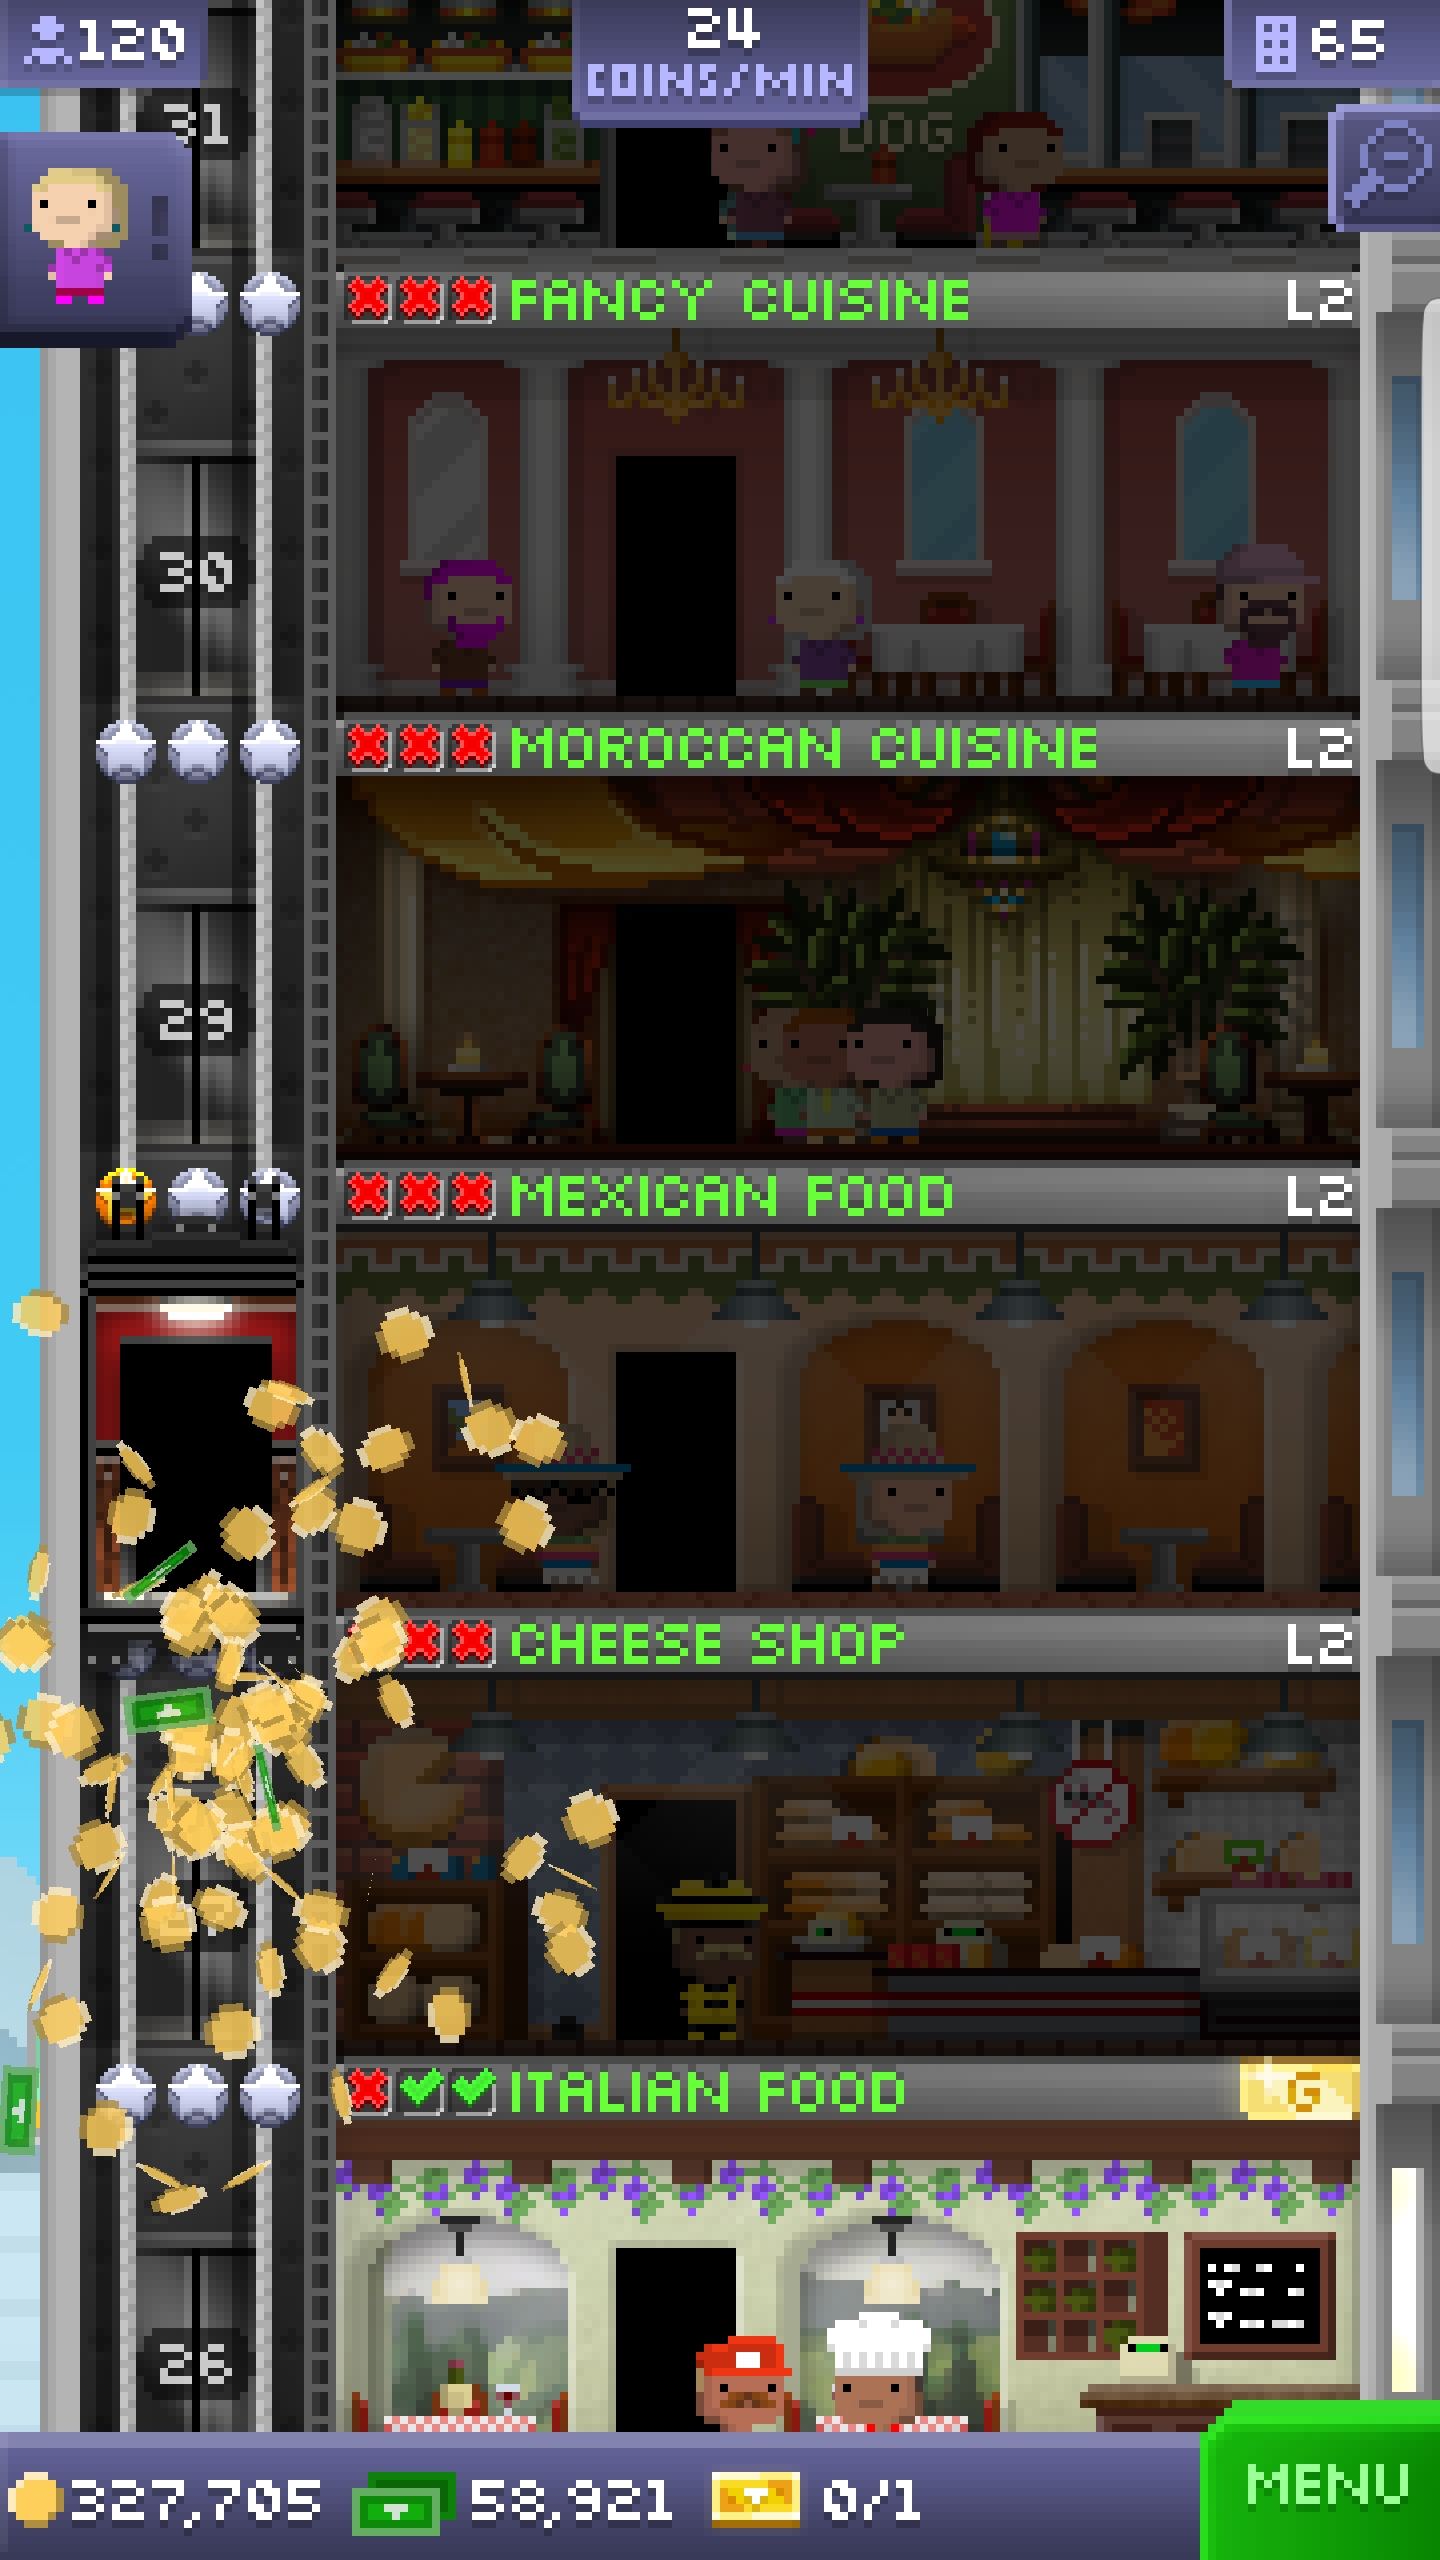 120
24
COINS/MIN
65
31
DOG
!
FANCY CUISINE L2
30
MOROCCAN CUISINE L2
29
MEXICAN FOOD L2
CHEESE SHOP L2
ITALIAN FOOD G
26
327,705 58,921 0/1
MENU